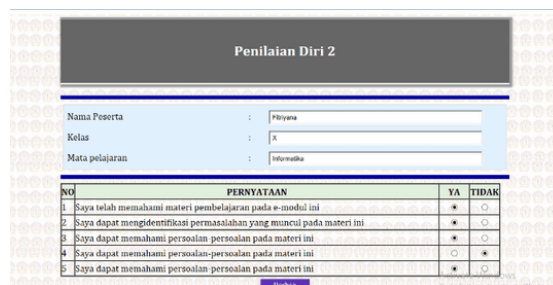 Penilaian Diri 2
Nama Peserta : Fitriyana
Kelas : X
Mata pelajaran : Informatika
NO PERNYATAAN YA TIDAK
1 Saya telah memahami materi pembelajaran pada e-modul ini
2 Saya dapat mengidentifikasi permasalahan yang muncul pada materi ini
3 Saya dapat memahami persoalan-persoalan pada materi ini
4 Saya dapat memahami persoalan-persoalan pada materi ini
5 Saya dapat memahami persoalan-persoalan pada materi ini